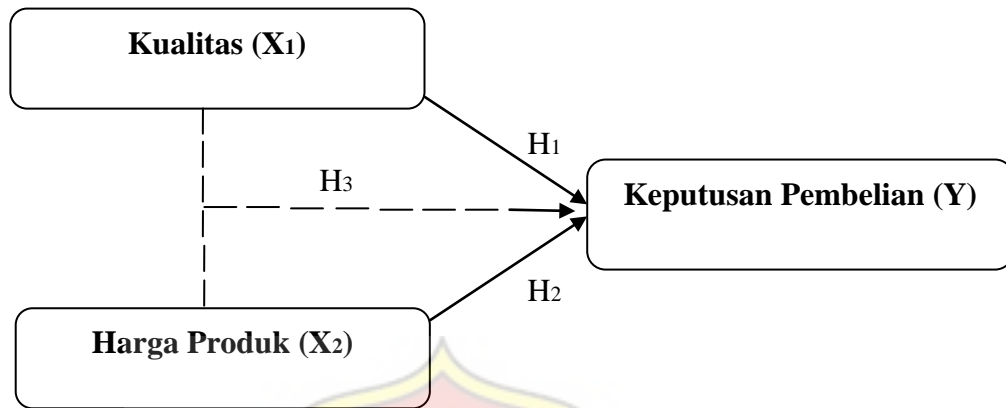 Kualitas (X1)
H1
H3
Keputusan Pembelian (Y)
H2
Harga Produk (X2)